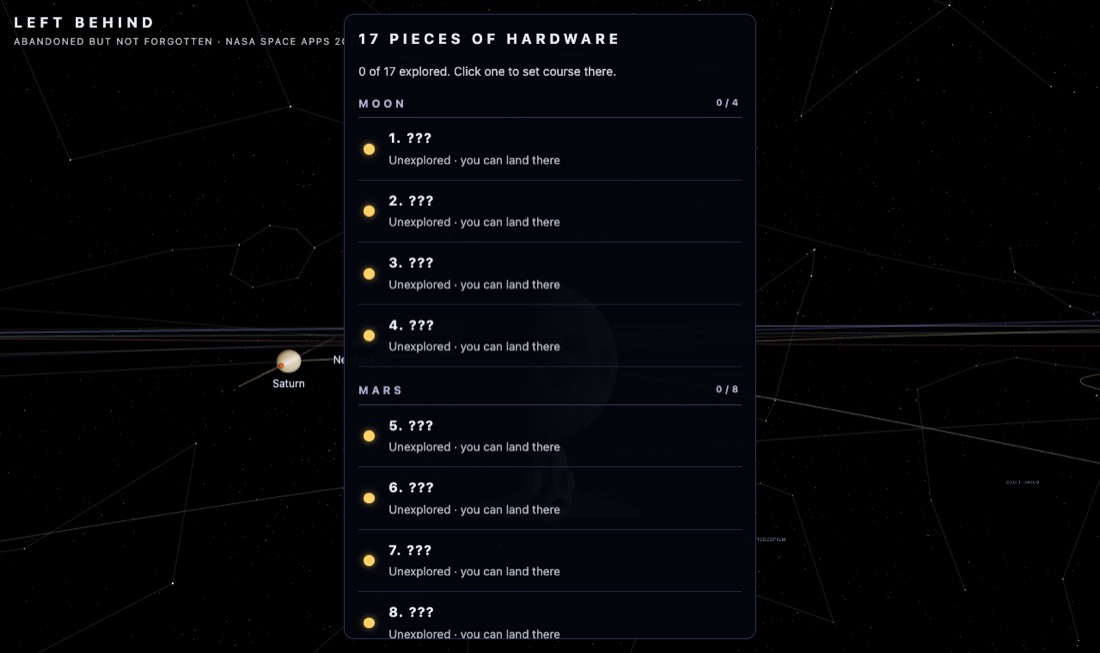 LEFT BEHIND
ABANDONED BUT NOT FORGOTTEN · NASA SPACE APPS
17 PIECES OF HARDWARE
0 of 17 explored. Click one to set course there.
MOON 0 / 4
1. ???
Unexplored · you can land there
2. ???
Unexplored · you can land there
3. ???
Unexplored · you can land there
4. ???
Unexplored · you can land there
MARS 0 / 8
5. ???
Unexplored · you can land there
6. ???
Unexplored · you can land there
7. ???
Unexplored · you can land there
8. ???
Unexplored · you can land there
Saturn